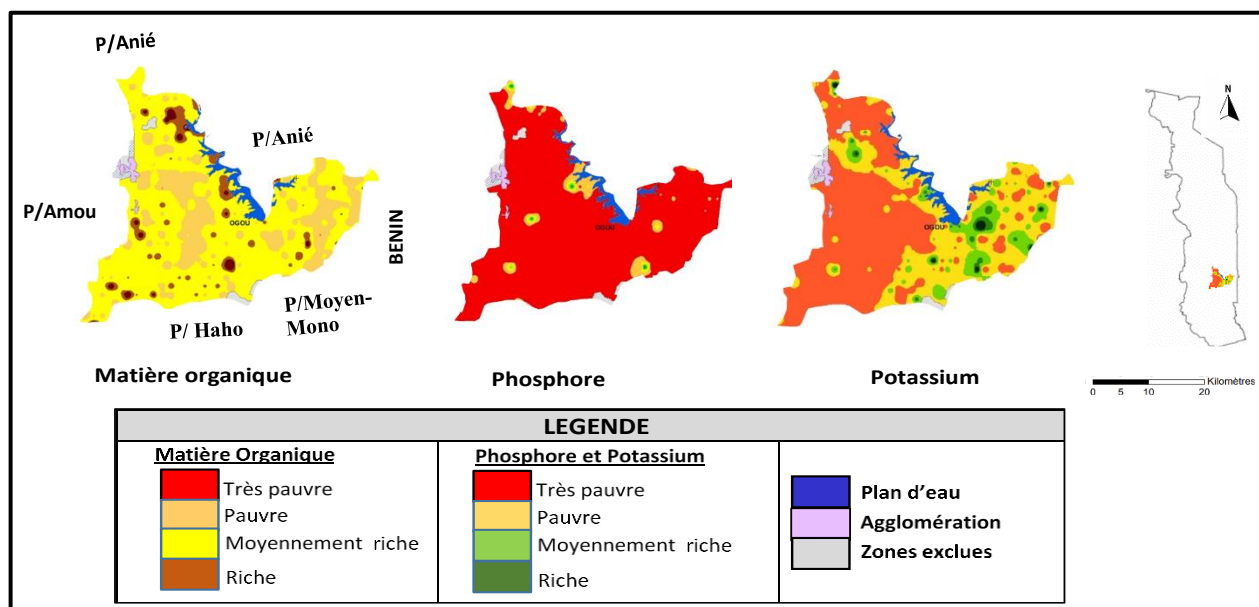 P/Anié
P/Anié
P/Amou
OGOU
BENIN
P/ Haho
P/Moyen-
Mono
OGOU
OGOU
N
Matière organique
Phosphore
Potassium
Kilomètres
0 5 10 20
LEGENDE
Matière Organique
Très pauvre
Pauvre
Moyennement riche
Riche
Phosphore et Potassium
Très pauvre
Pauvre
Moyennement riche
Riche
Plan d’eau
Agglomération
Zones exclues